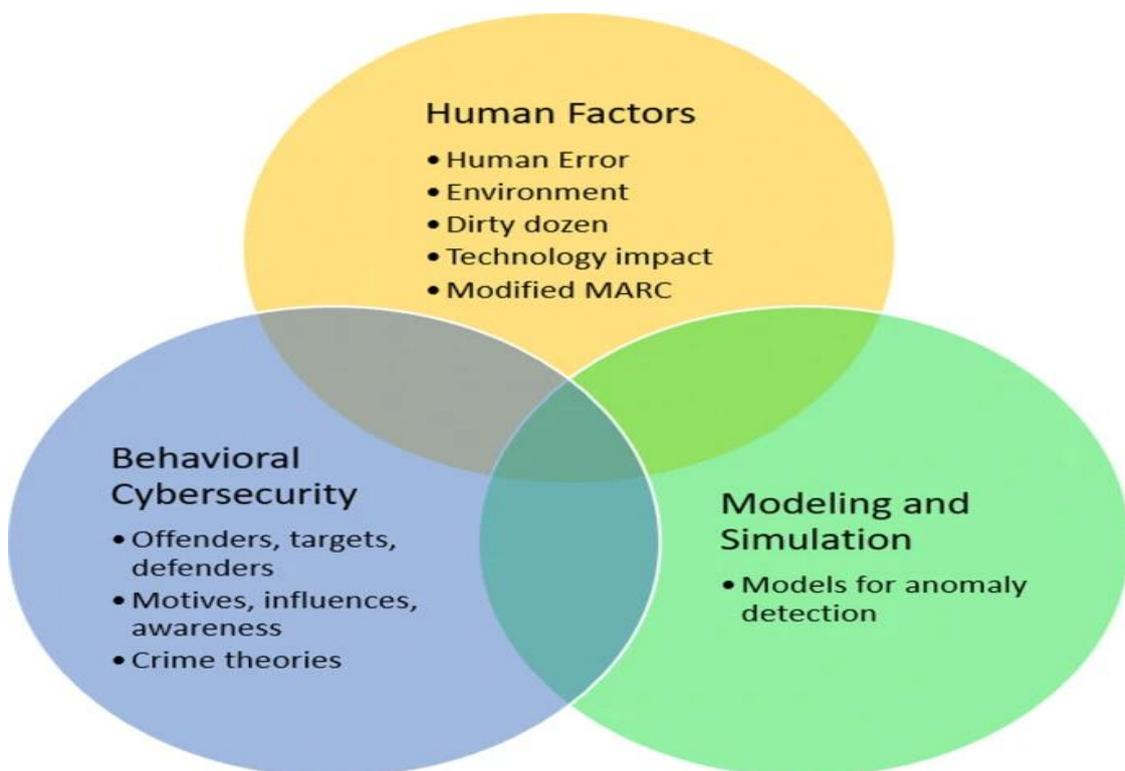 Human Factors
• Human Error
• Environment
• Dirty dozen
• Technology impact
• Modified MARC
Behavioral
Cybersecurity
• Offenders, targets,
defenders
• Motives, influences,
awareness
• Crime theories
Modeling and
Simulation
• Models for anomaly
detection